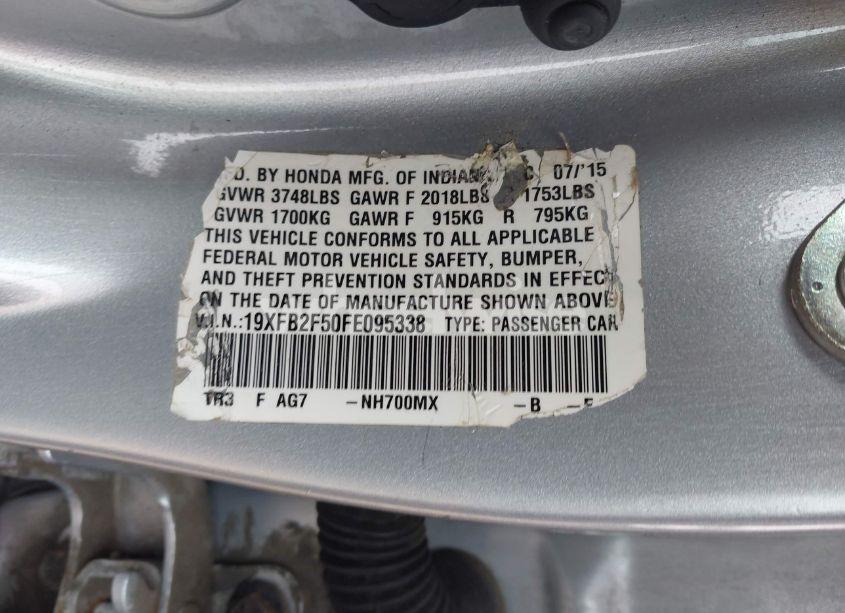 D. BY HONDA MFG. OF INDIAN C 07/'15
GVWR 3748LBS GAWR F 2018LBS 1753LBS
GVWR 1700KG GAWR F 915KG R 795KG
THIS VEHICLE CONFORMS TO ALL APPLICABLE
FEDERAL MOTOR VEHICLE SAFETY, BUMPER,
AND THEFT PREVENTION STANDARDS IN EFFECT
ON THE DATE OF MANUFACTURE SHOWN ABOVE
V.I.N.:19XFB2F50FE095338 TYPE: PASSENGER CAR
TR3 F AG7 -NH700MX -B -